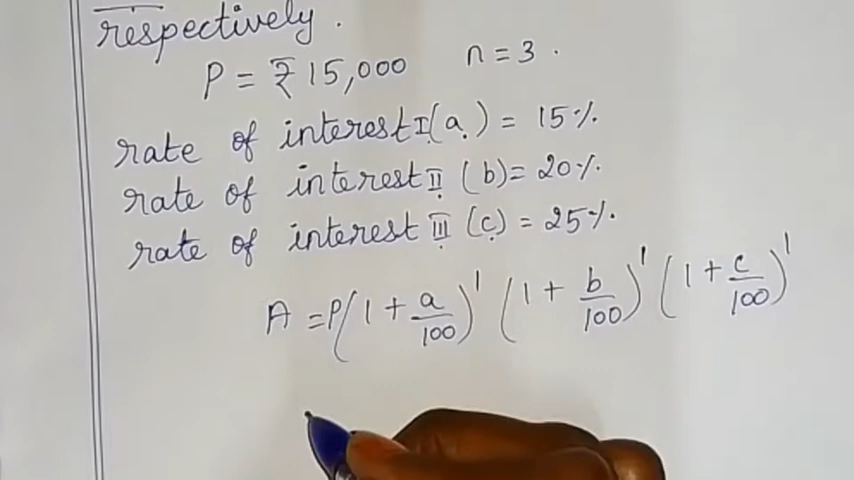 respectively.
P = ₹ 15,000 n = 3.
rate of interest I (a) = 15%
rate of interest II (b) = 20%
rate of interest III (c) = 25%
A = P(1 + a/100)^1 (1 + b/100)^1 (1 + c/100)^1